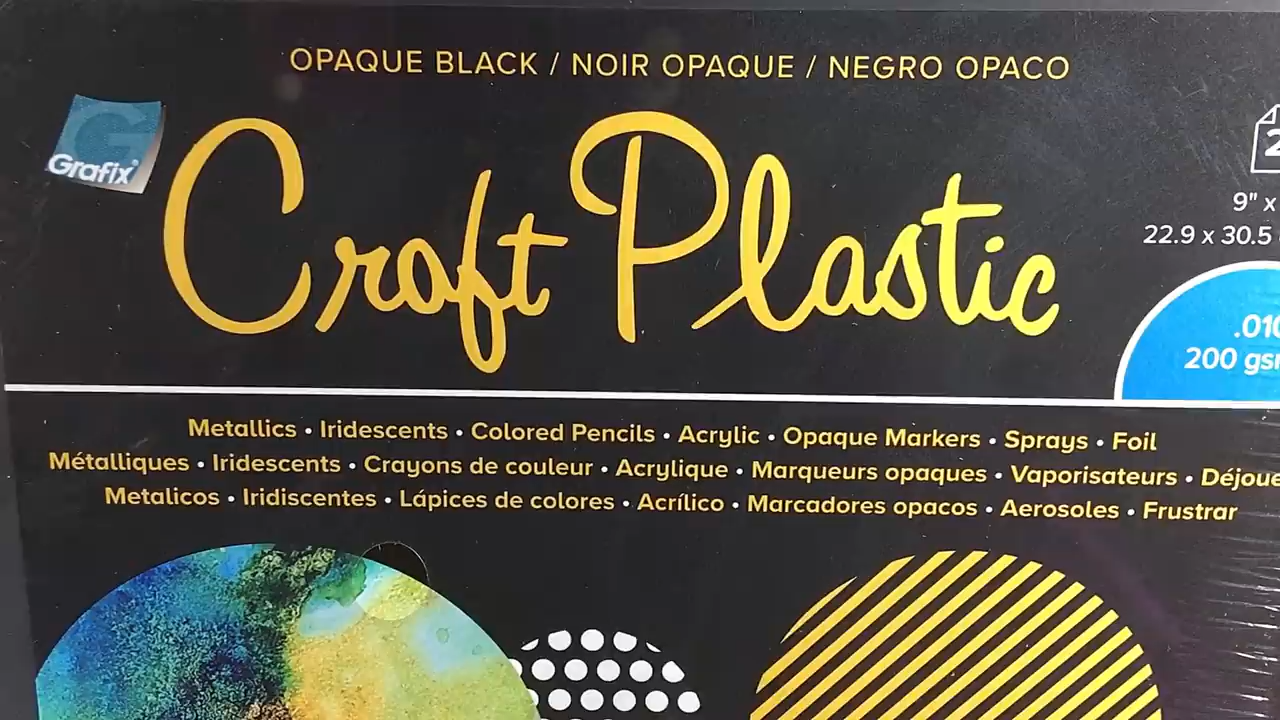 OPAQUE BLACK / NOIR OPAQUE / NEGRO OPACO
Grafix®
Craft Plastic
9" x
22.9 x 30.5
.010
200 gsm
Metallics • Iridescents • Colored Pencils • Acrylic • Opaque Markers • Sprays • Foil
Métalliques • Iridescents • Crayons de couleur • Acrylique • Marqueurs opaques • Vaporisateurs • Déjoue
Metalicos • Iridiscentes • Lápices de colores • Acrílico • Marcadores opacos • Aerosoles • Frustrar